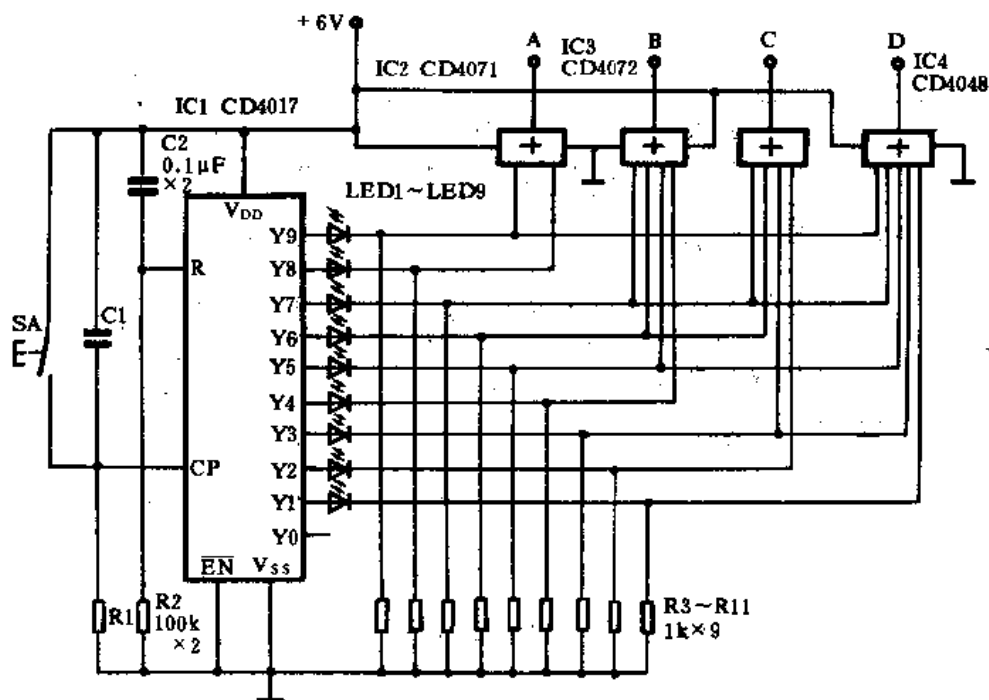 +6V
A
IC3
CD4072
B
C
D
IC4
CD4048
IC2 CD4071
IC1 CD4017
C2
0.1μF
×2
LED1~LED9
VDD
Y9
R
Y8
Y7
SA
C1
Y6
E
Y5
Y4
Y3
CP
Y2
Y1
Y0
EN
VSS
R1
R2
100k
×2
R3~R11
1k×9
+
+
+
+